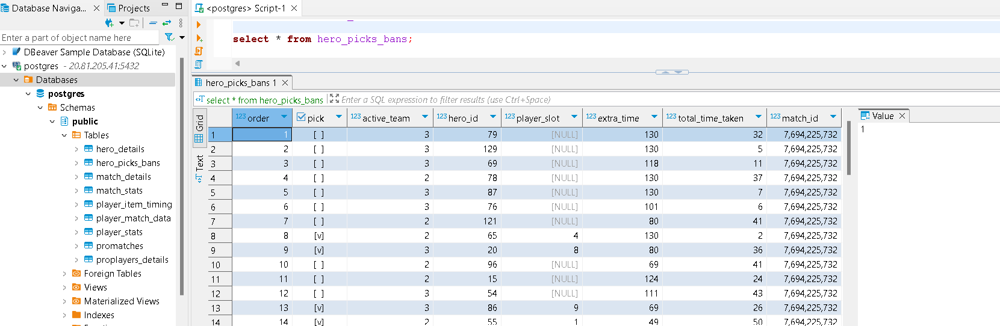 Database Naviga...
Projects
Enter a part of object name here
DBeaver Sample Database (SQLite)
postgres - 20.81.205.41:5432
Databases
postgres
Schemas
public
Tables
hero_details
hero_picks_bans
match_details
match_stats
player_item_timing
player_match_data
player_stats
promatches
proplayers_details
Foreign Tables
Views
Materialized Views
Indexes
<postgres> Script-1
select * from hero_picks_bans;
hero_picks_bans 1
select * from hero_picks_bans
Enter a SQL expression to filter results (use Ctrl+Space)
Grid
Text
123 order pick 123 active_team 123 hero_id 123 player_slot 123 extra_time 123 total_time_taken 123 match_id
1 1 [ ] 3 79 [NULL] 130 32 7,694,225,732
2 2 [ ] 3 129 [NULL] 130 5 7,694,225,732
3 3 [ ] 3 69 [NULL] 118 11 7,694,225,732
4 4 [ ] 2 78 [NULL] 130 37 7,694,225,732
5 5 [ ] 3 87 [NULL] 130 7 7,694,225,732
6 6 [ ] 3 76 [NULL] 101 6 7,694,225,732
7 7 [ ] 2 121 [NULL] 80 41 7,694,225,732
8 8 [v] 2 65 4 130 2 7,694,225,732
9 9 [v] 3 20 8 80 36 7,694,225,732
10 10 [ ] 2 96 [NULL] 69 41 7,694,225,732
11 11 [ ] 2 15 [NULL] 124 24 7,694,225,732
12 12 [ ] 3 54 [NULL] 111 43 7,694,225,732
13 13 [v] 3 86 9 69 26 7,694,225,732
14 14 [v] 2 55 1 49 50 7,694,225,732
Value
1